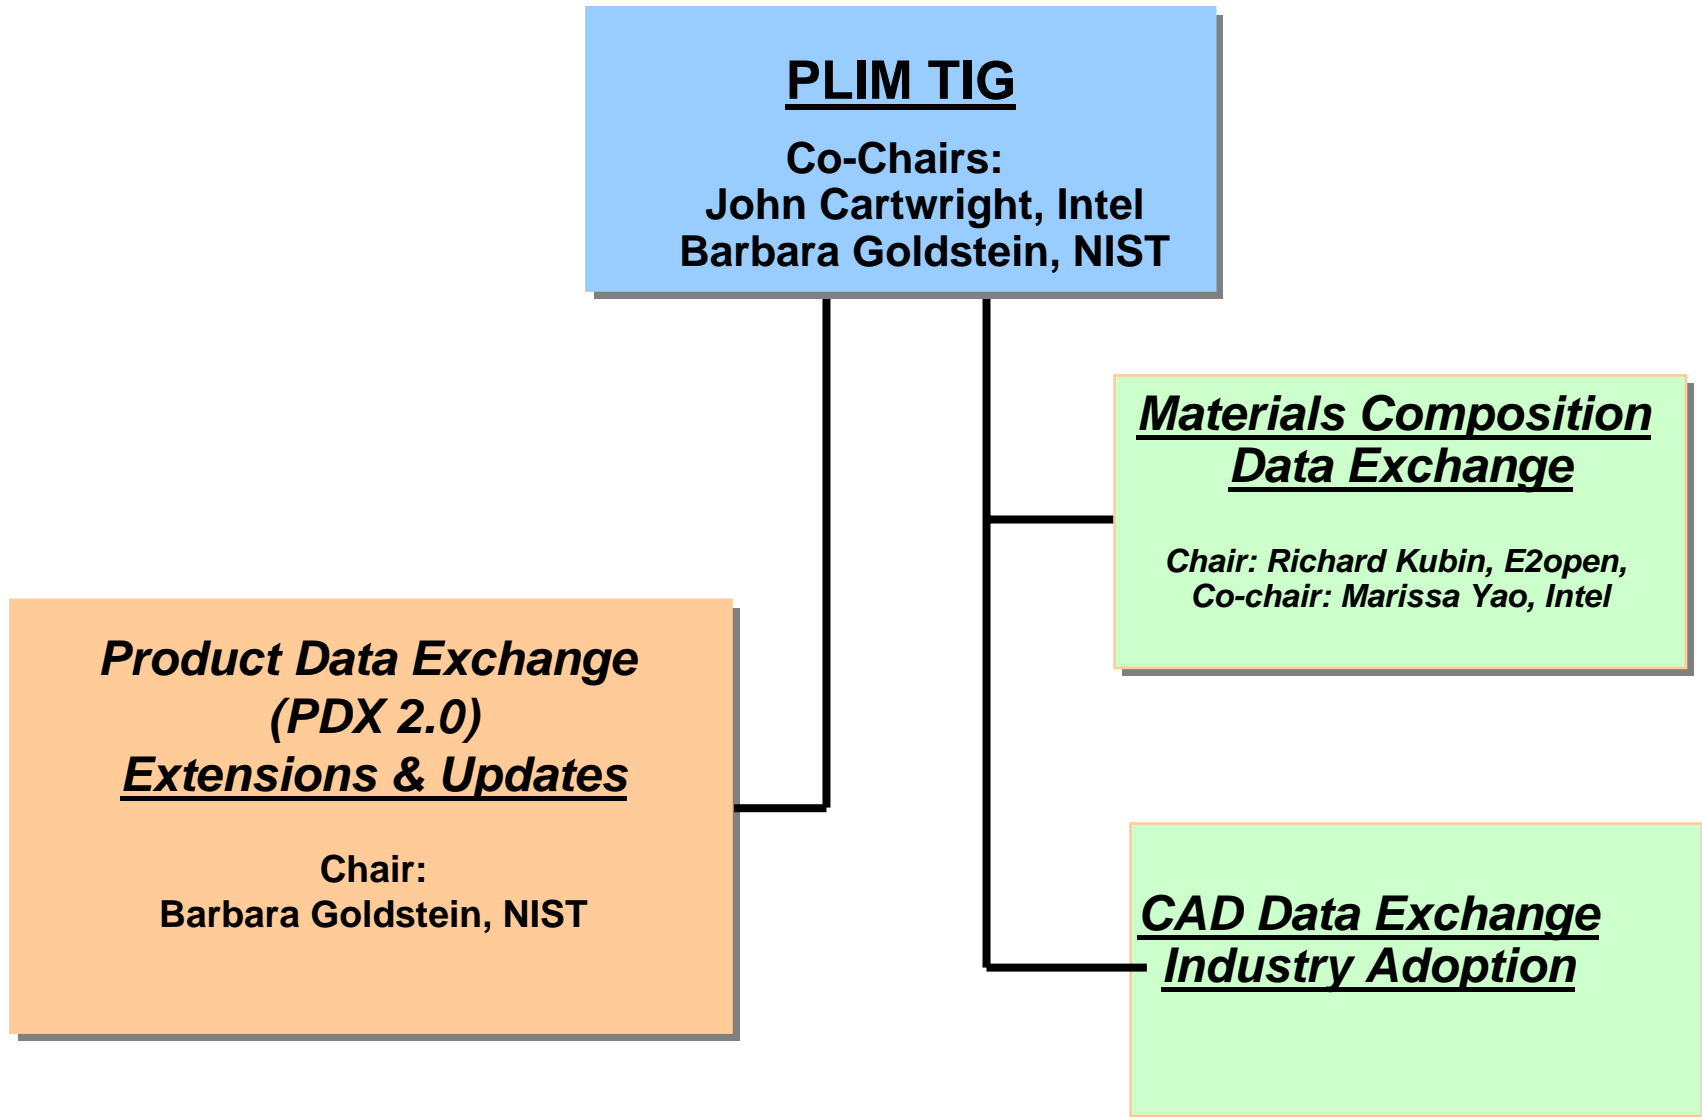 PLIM TIG
Co-Chairs:
John Cartwright, Intel
Barbara Goldstein, NIST
Materials Composition
Data Exchange
Chair: Richard Kubin, E2open,
Co-chair: Marissa Yao, Intel
Product Data Exchange
(PDX 2.0)
Extensions & Updates
Chair:
Barbara Goldstein, NIST
CAD Data Exchange
Industry Adoption